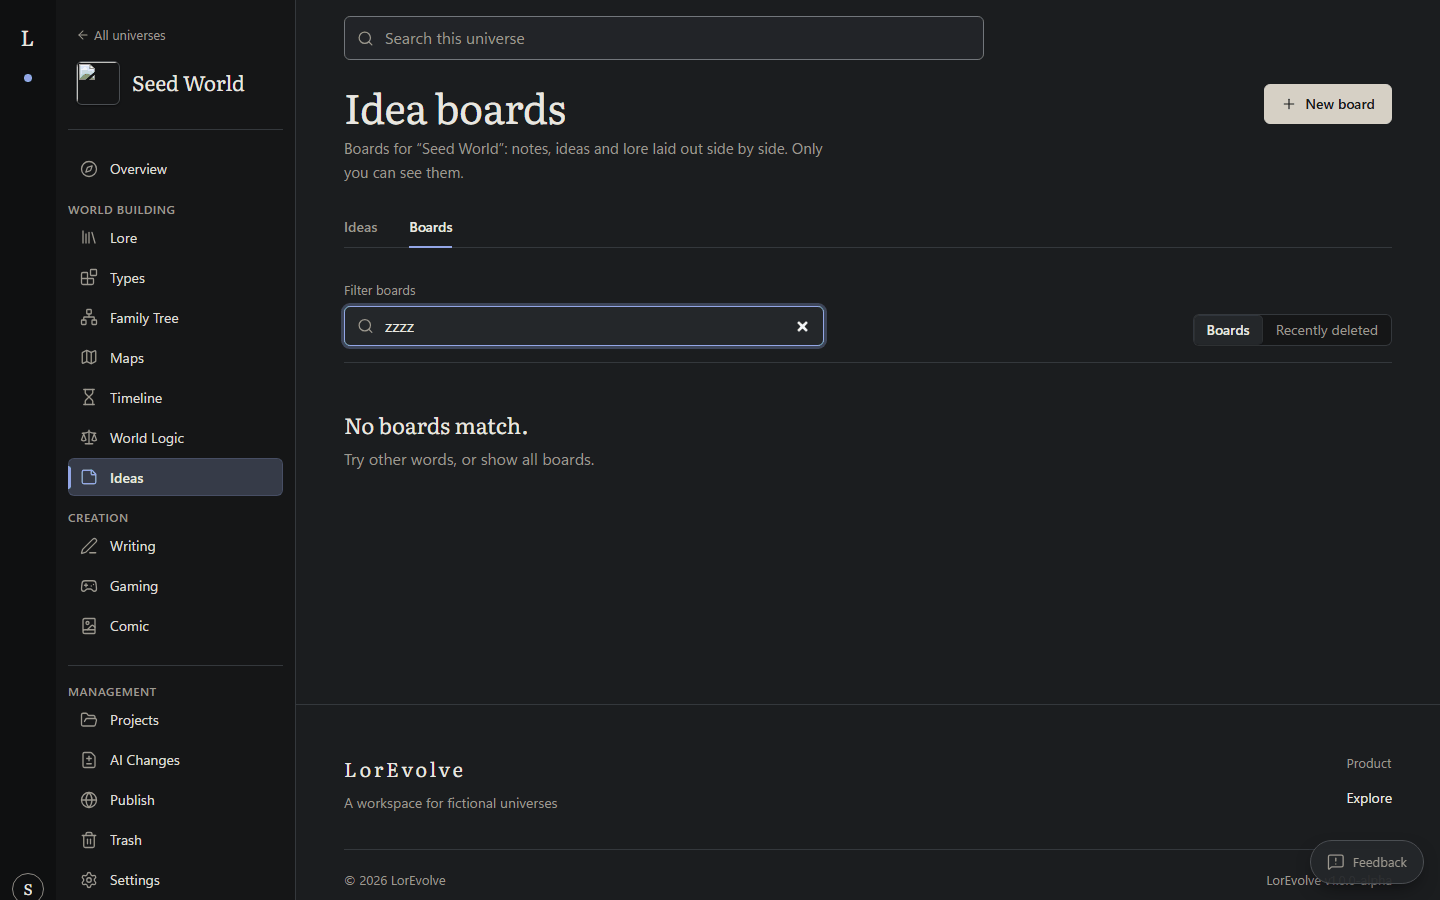 L
All universes
Seed World
Overview
WORLD BUILDING
Lore
Types
Family Tree
Maps
Timeline
World Logic
Ideas
CREATION
Writing
Gaming
Comic
MANAGEMENT
Projects
AI Changes
Publish
Trash
Settings
S
Search this universe
Idea boards
New board
Boards for “Seed World”: notes, ideas and lore laid out side by side. Only
you can see them.
Ideas
Boards
Filter boards
zzzz
Boards
Recently deleted
No boards match.
Try other words, or show all boards.
LorEvolve
A workspace for fictional universes
Product
Explore
Feedback
© 2026 LorEvolve
LorEvolve v1.0.0-alpha